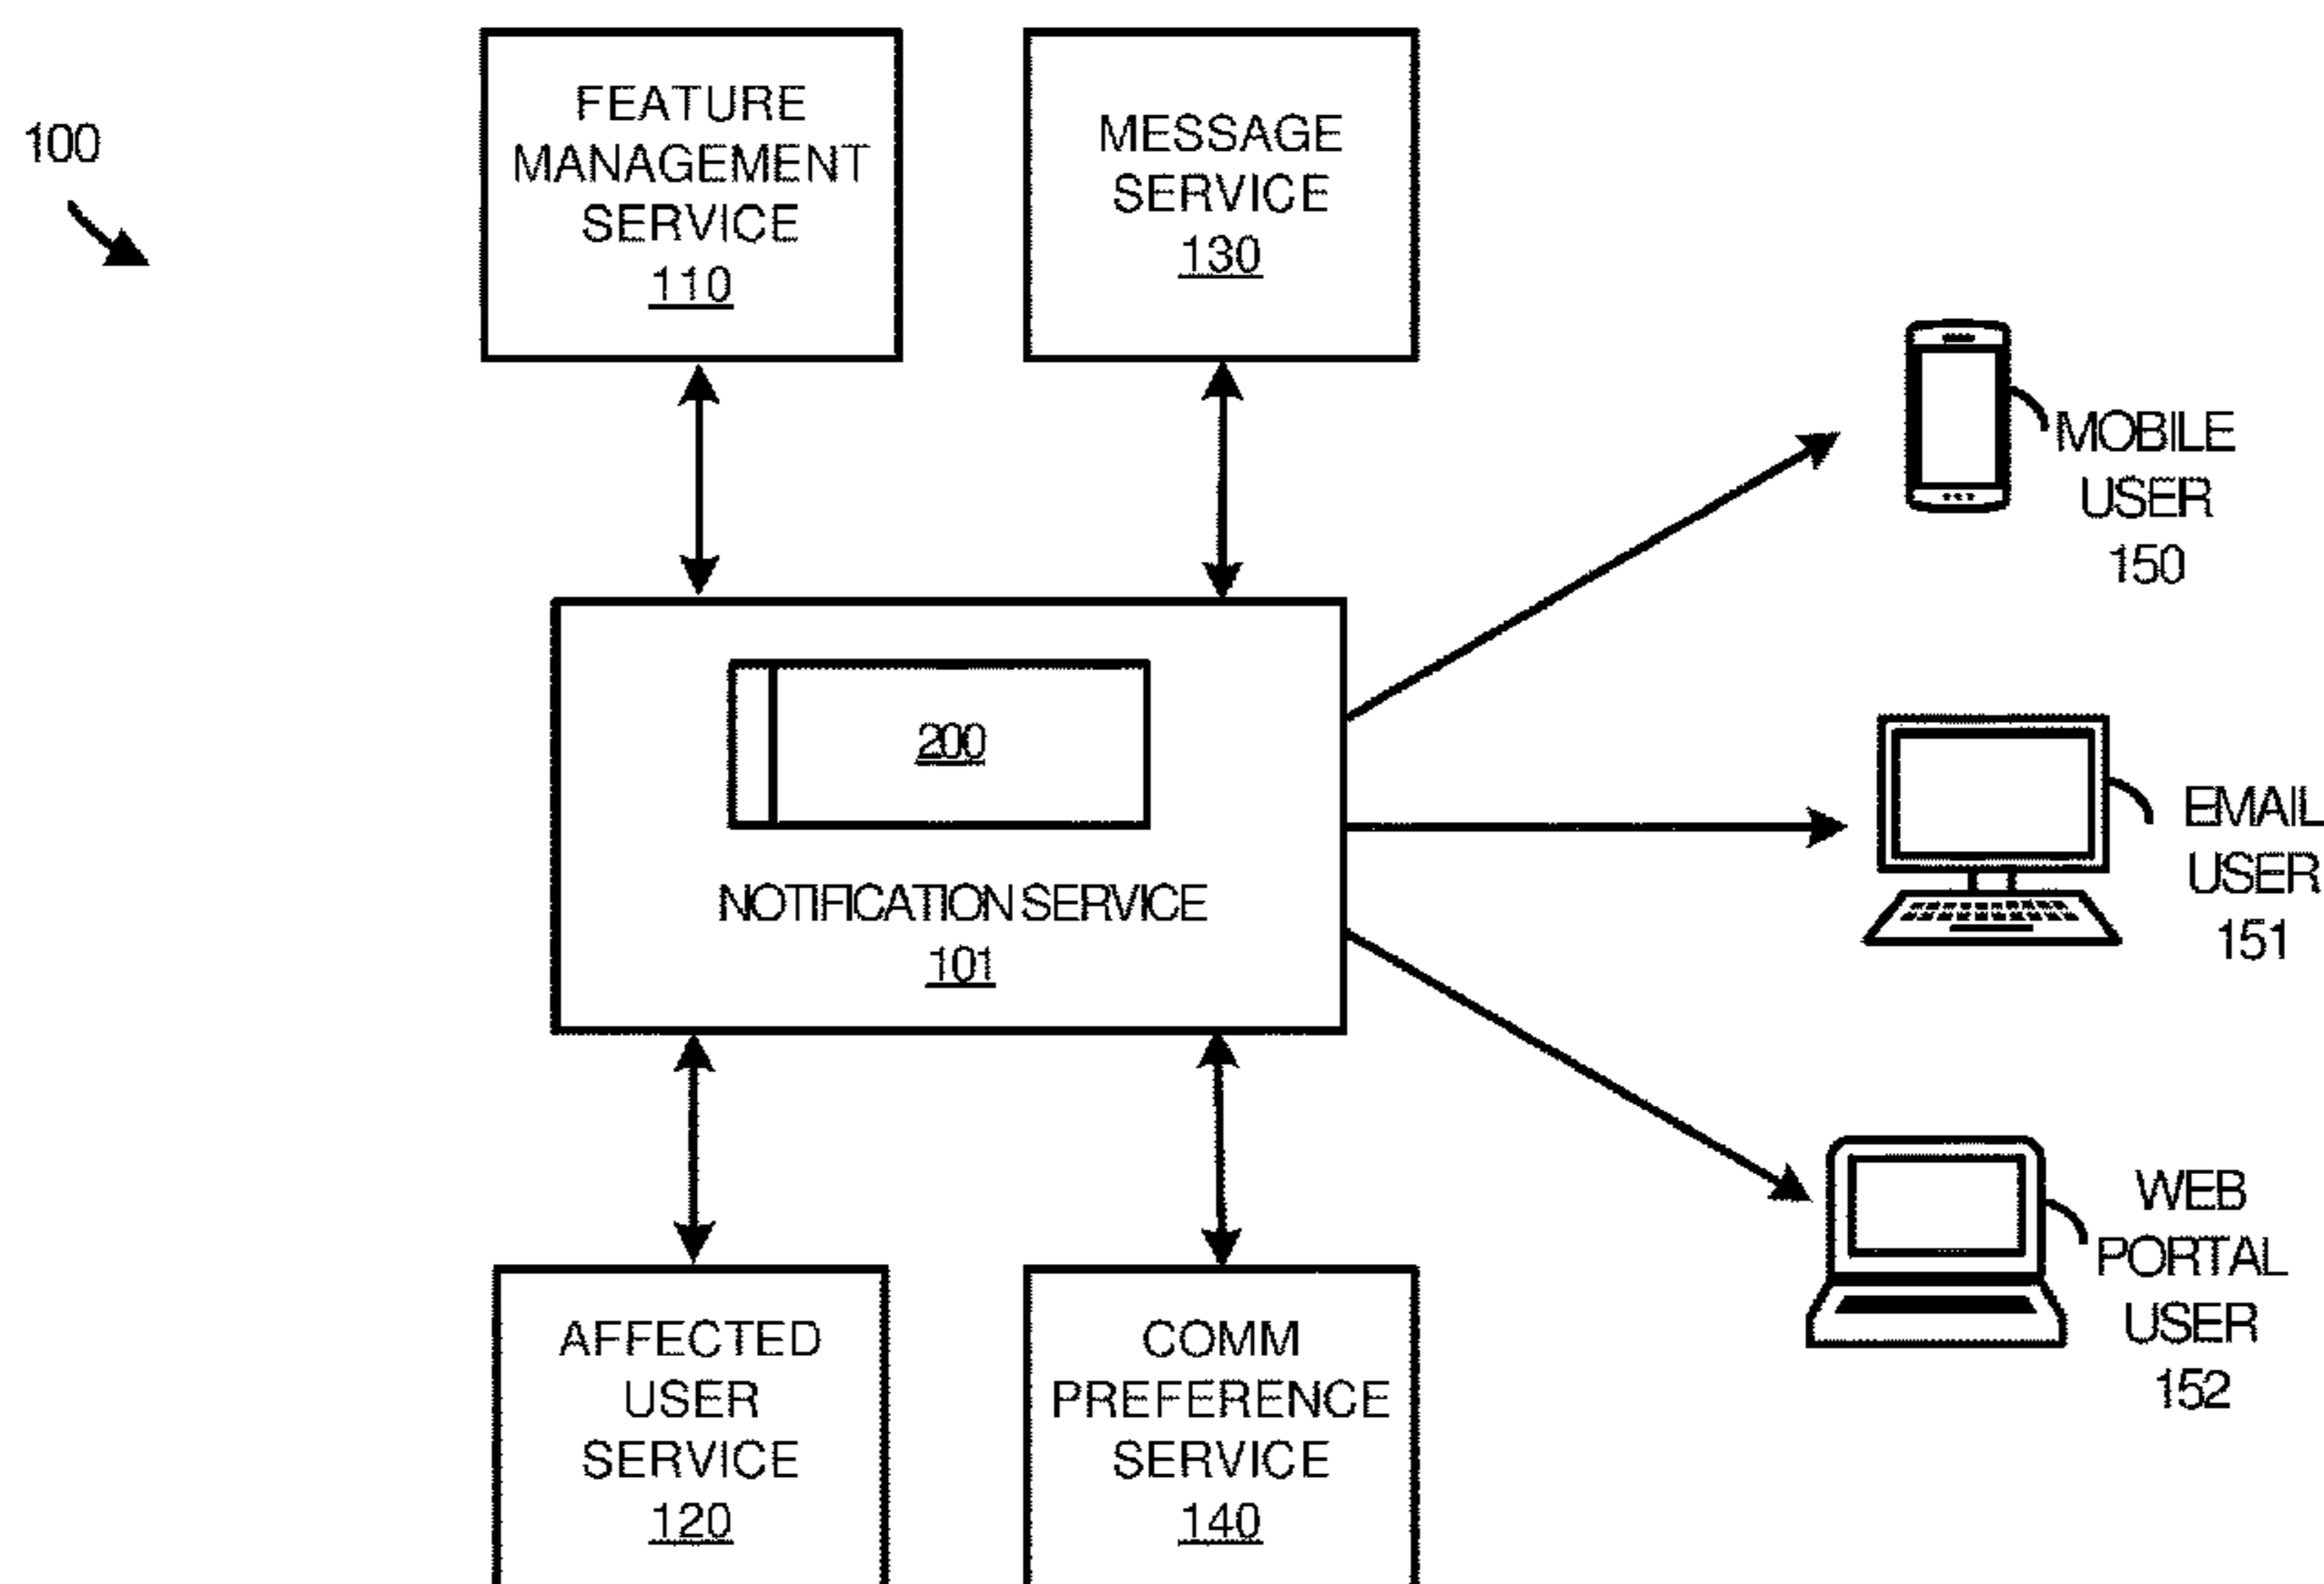 100
FEATURE
MANAGEMENT
SERVICE
110
MESSAGE
SERVICE
130
MOBILE
USER
150
200
NOTIFICATION SERVICE
101
EMAIL
USER
151
AFFECTED
USER
SERVICE
120
COMM
PREFERENCE
SERVICE
140
WEB
PORTAL
USER
152